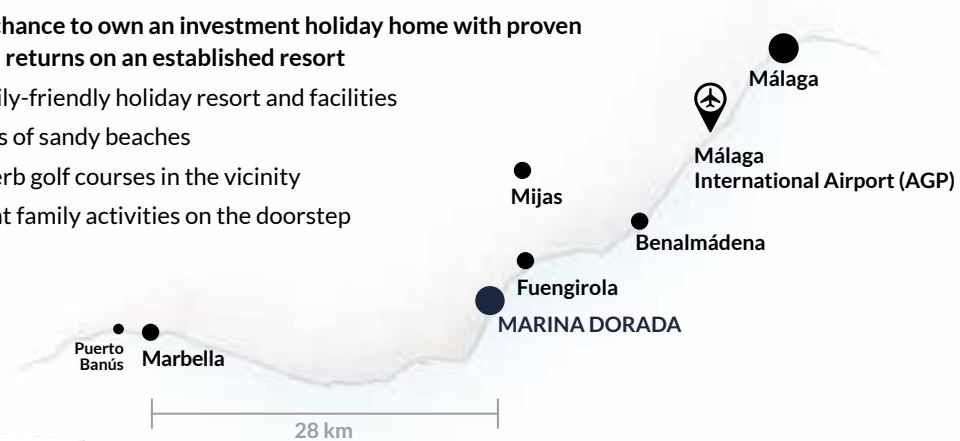 chance to own an investment holiday home with proven
returns on an established resort
ily-friendly holiday resort and facilities
s of sandy beaches
erb golf courses in the vicinity
at family activities on the doorstep
Málaga
Málaga
International Airport (AGP)
Mijas
Benalmádena
Fuengirola
MARINA DORADA
Puerto
Banús
Marbella
28 km